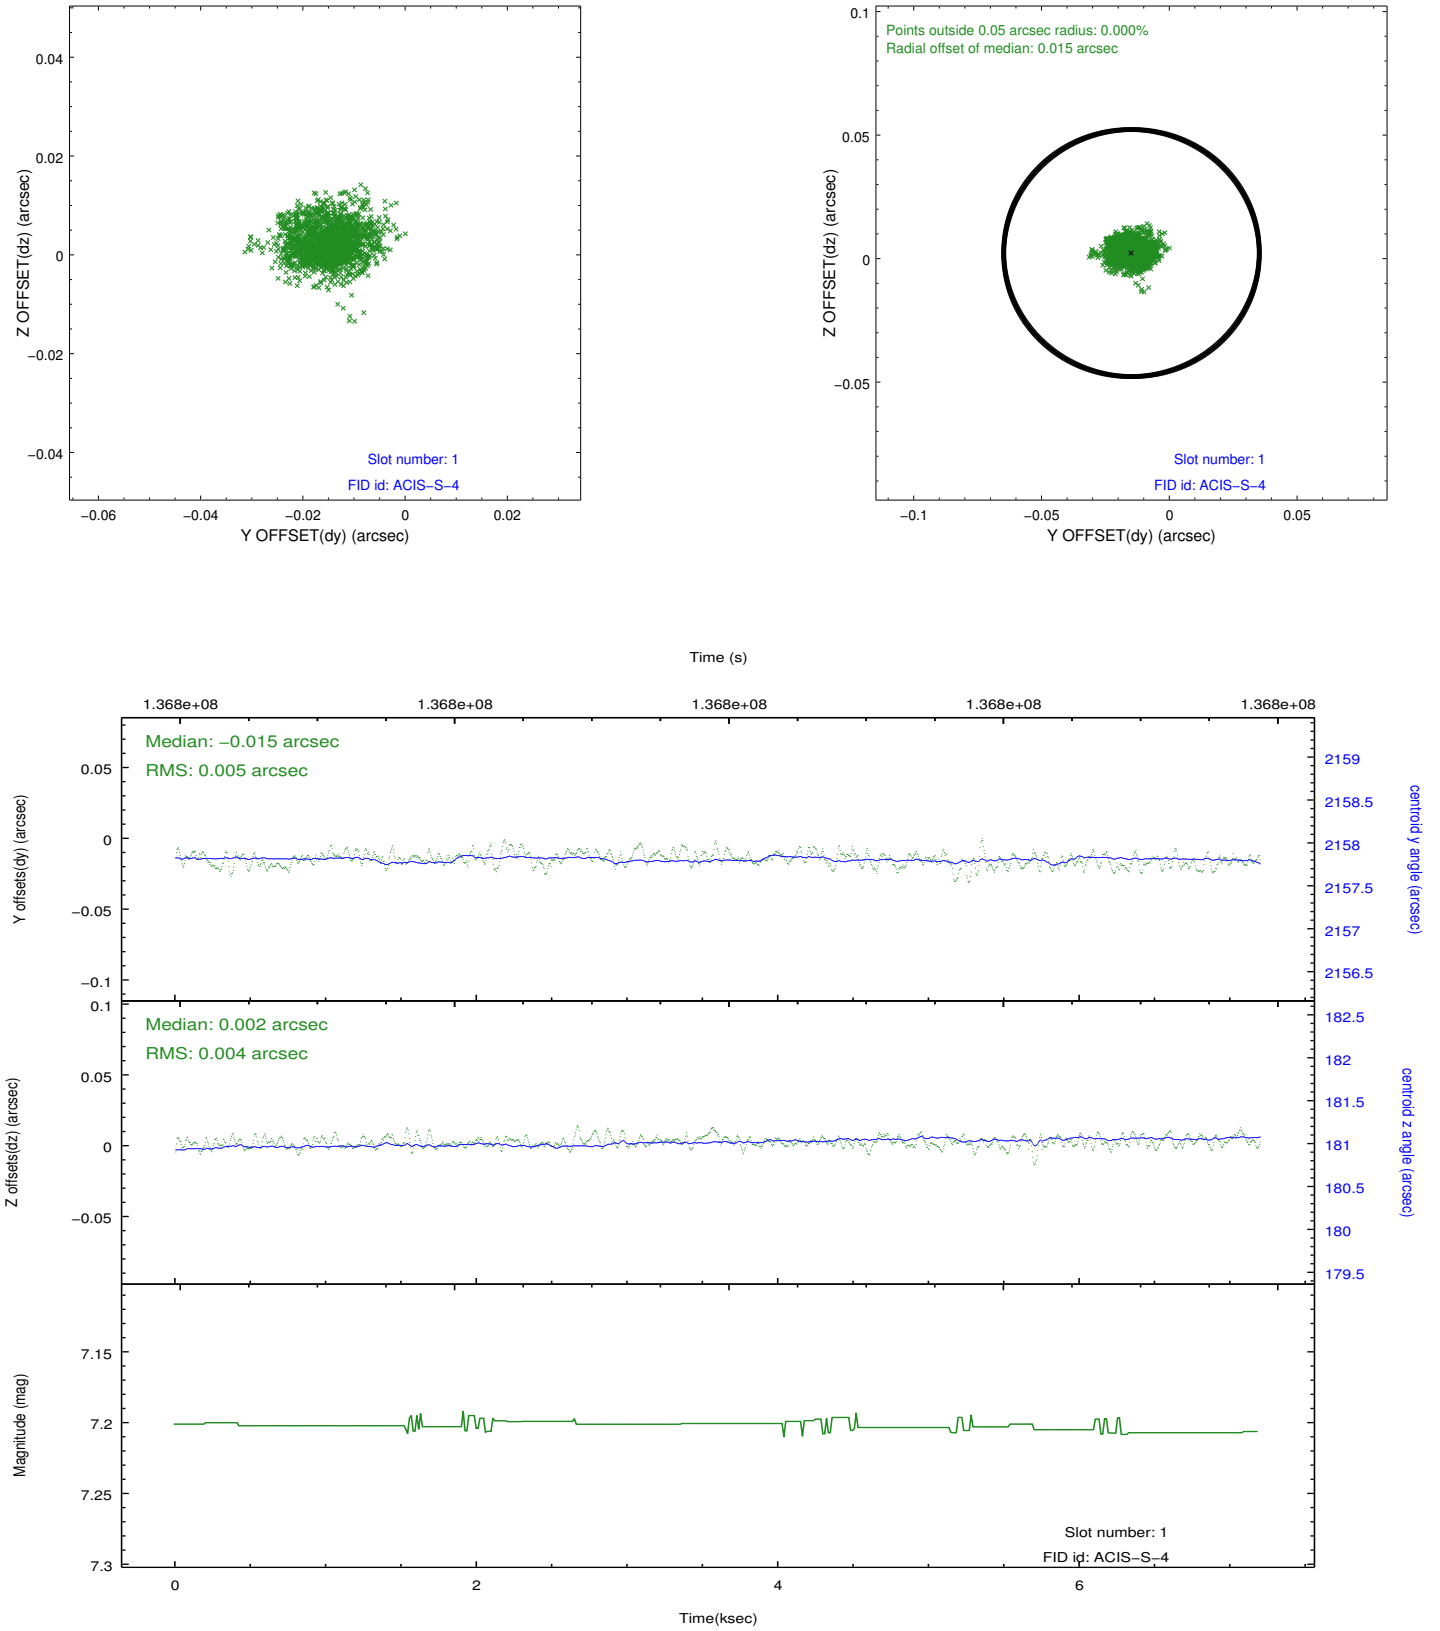 0.04
0.02
0
−0.02
−0.04
Z OFFSET(dz) (arcsec)
Slot number: 1
FID id: ACIS−S−4
−0.06
−0.04
−0.02
0
0.02
Y OFFSET(dy) (arcsec)
0.1
0.05
0
−0.05
Z OFFSET(dz) (arcsec)
Points outside 0.05 arcsec radius: 0.000%
Radial offset of median: 0.015 arcsec
Slot number: 1
FID id: ACIS−S−4
−0.1
−0.05
0
0.05
Y OFFSET(dy) (arcsec)
Time (s)
1.368e+08
1.368e+08
1.368e+08
1.368e+08
1.368e+08
Median: −0.015 arcsec
RMS: 0.005 arcsec
0.05
0
−0.05
−0.1
Y offsets(dy) (arcsec)
2159
2158.5
2158
2157.5
2157
2156.5
centroid y angle (arcsec)
Median: 0.002 arcsec
RMS: 0.004 arcsec
0.1
0.05
0
−0.05
Z offsets(dz) (arcsec)
182.5
182
181.5
181
180.5
180
179.5
centroid z angle (arcsec)
7.15
7.2
7.25
7.3
Magnitude (mag)
Slot number: 1
FID id: ACIS−S−4
0
2
4
6
Time(ksec)